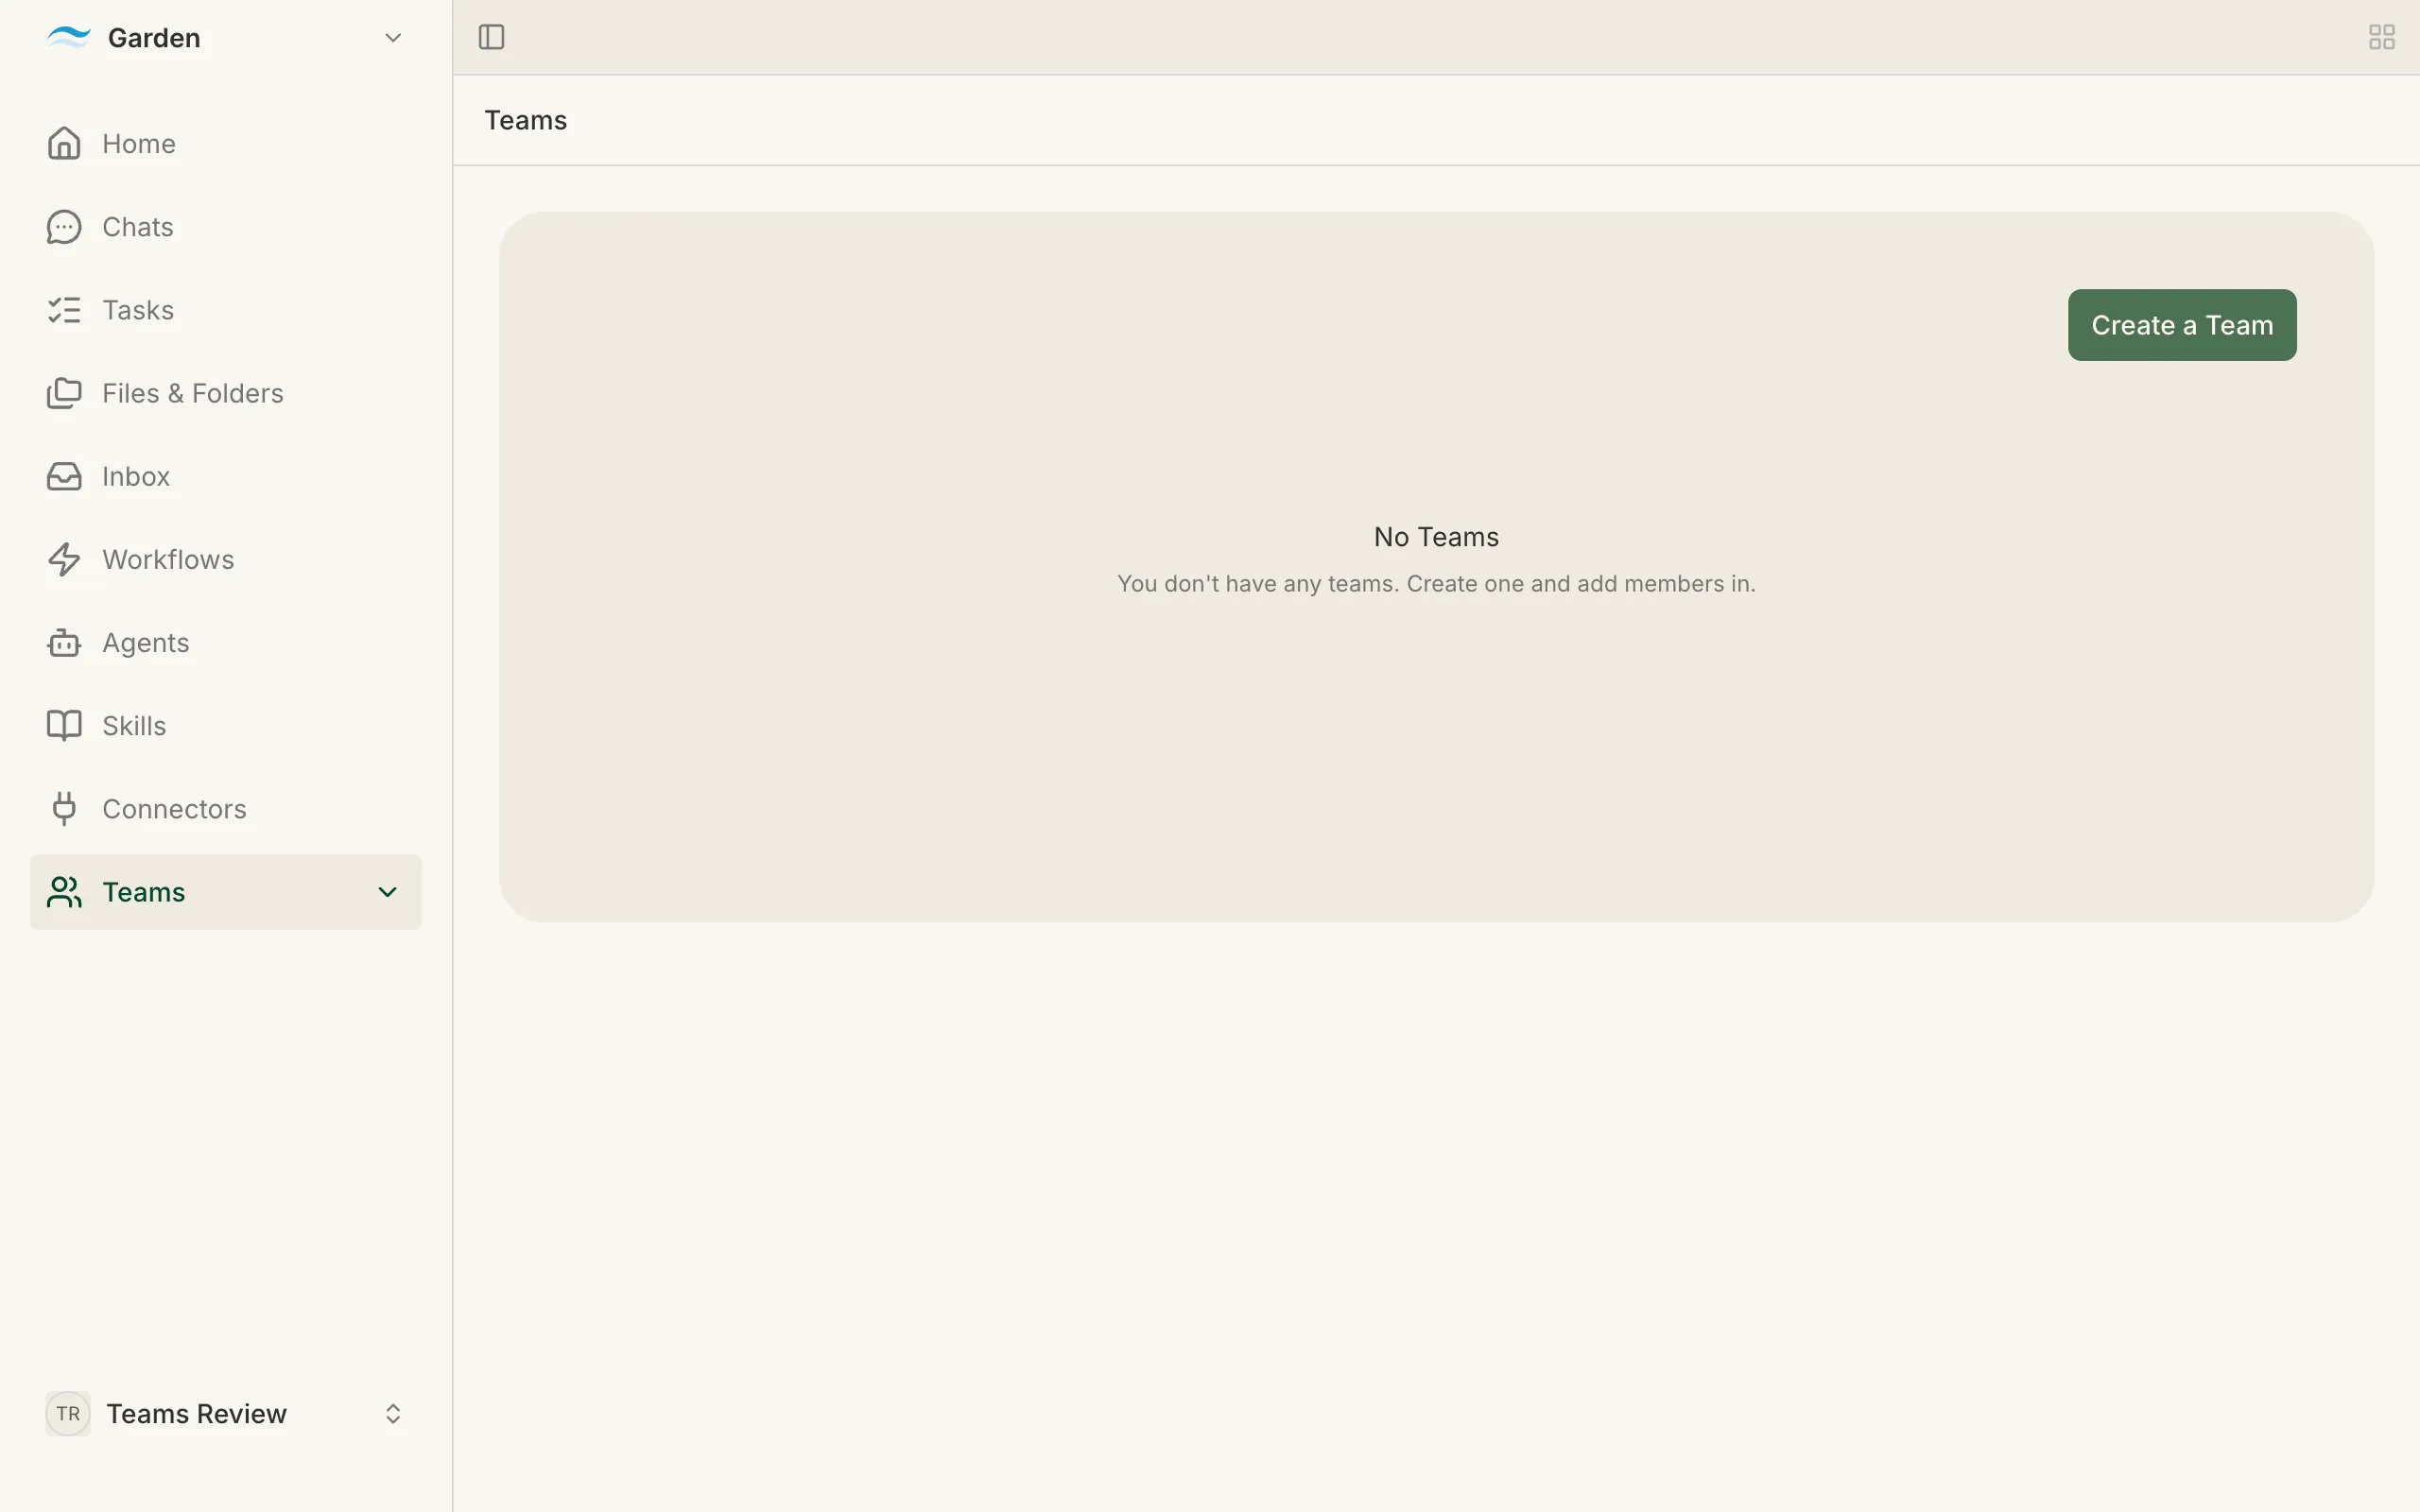 Garden
Home
Chats
Tasks
Files & Folders
Inbox
Workflows
Agents
Skills
Connectors
Teams
TR
Teams Review
Teams
Create a Team
No Teams
You don't have any teams. Create one and add members in.